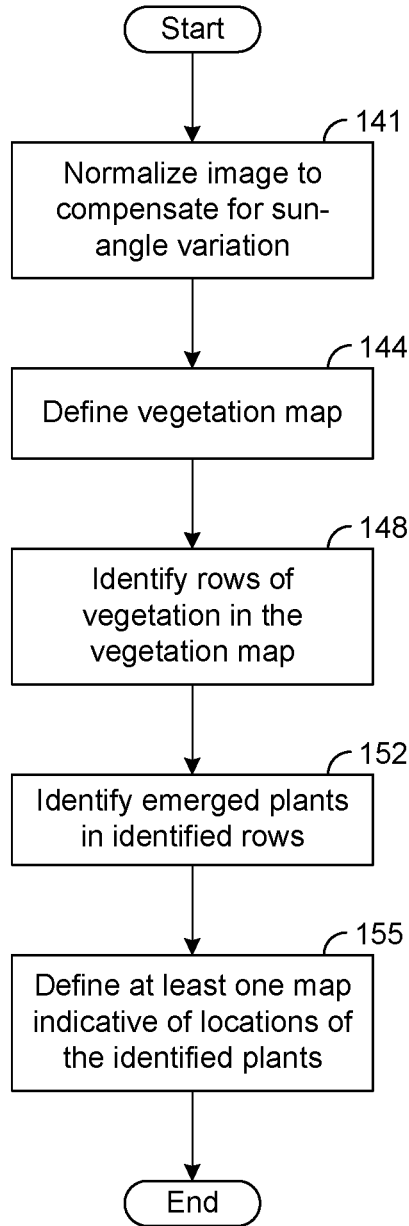 Start
141
Normalize image to
compensate for sun-
angle variation
144
Define vegetation map
148
Identify rows of
vegetation in the
vegetation map
152
Identify emerged plants
in identified rows
155
Define at least one map
indicative of locations of
the identified plants
End